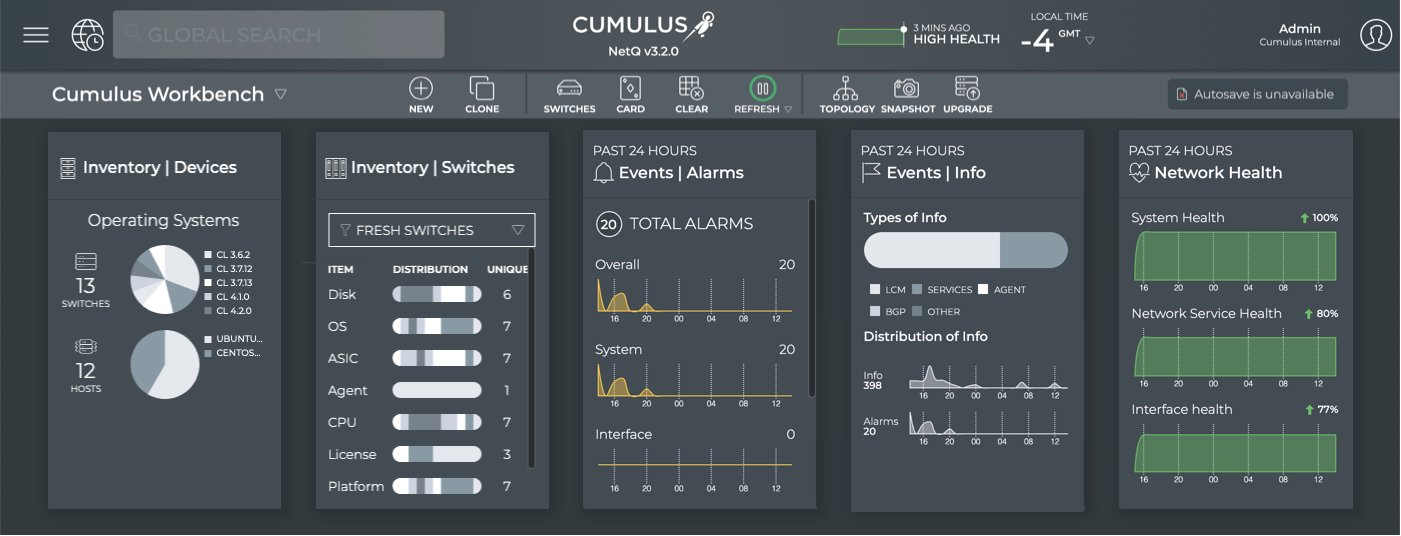 GLOBAL SEARCH
CUMULUS
NetQ v3.2.0
3 MINS AGO
HIGH HEALTH
LOCAL TIME
-4 GMT
Admin
Cumulus Internal
Cumulus Workbench
NEW
CLONE
SWITCHES
CARD
CLEAR
REFRESH
TOPOLOGY
SNAPSHOT
UPGRADE
Autosave is unavailable
Inventory | Devices
Operating Systems
13
SWITCHES
CL 3.6.2
CL 3.7.12
CL 3.7.13
CL 4.1.0
CL 4.2.0
12
HOSTS
UBUNTU...
CENTOS...
Inventory | Switches
FRESH SWITCHES
ITEM DISTRIBUTION UNIQUE
Disk 6
OS 7
ASIC 7
Agent 1
CPU 7
License 3
Platform 7
PAST 24 HOURS
Events | Alarms
20 TOTAL ALARMS
Overall 20
16 20 00 04 08 12
System 20
16 20 00 04 08 12
Interface 0
16 20 00 04 08 12
PAST 24 HOURS
Events | Info
Types of Info
LCM SERVICES AGENT
BGP OTHER
Distribution of Info
Info
398
16 20 00 04 08 12
Alarms
20
16 20 00 04 08 12
PAST 24 HOURS
Network Health
System Health 100%
16 20 00 04 08 12
Network Service Health 80%
16 20 00 04 08 12
Interface health 77%
16 20 00 04 08 12